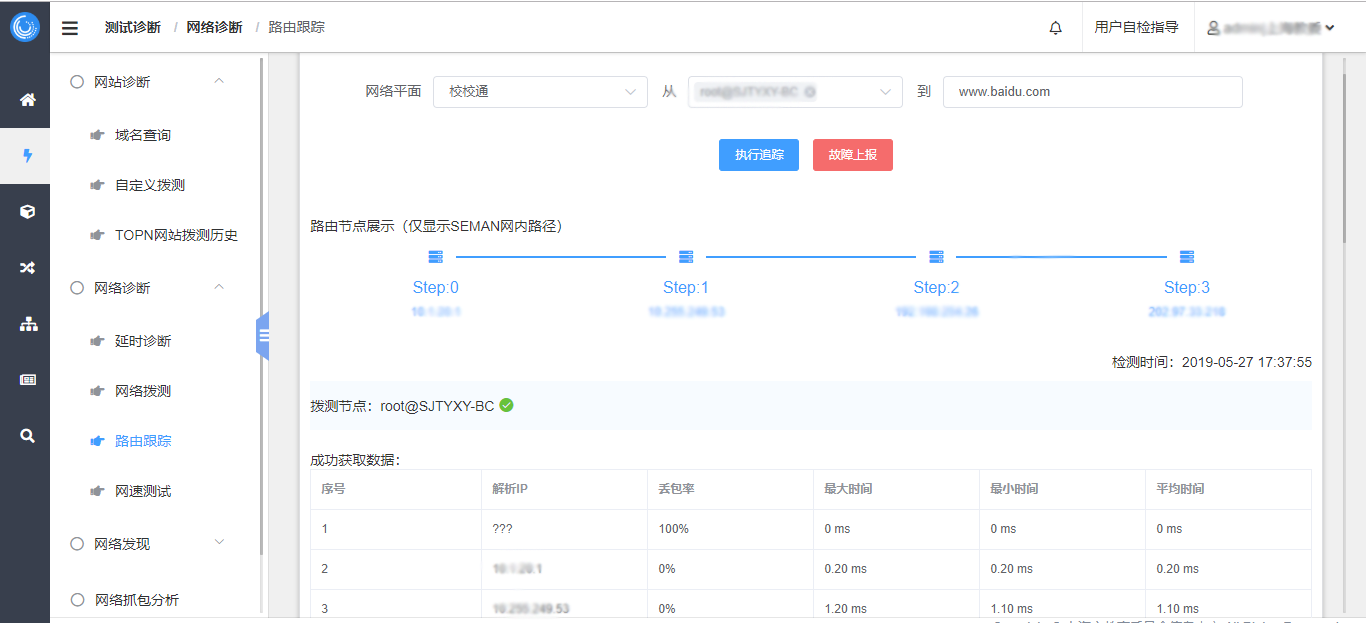 测试诊断 / 网络诊断 / 路由跟踪
用户自检指导
网站诊断
域名查询
自定义拨测
TOPN网站拨测历史
网络诊断
延时诊断
网络拨测
路由跟踪
网速测试
网络发现
网络抓包分析
网络平面 校校通 从 到 www.baidu.com
执行追踪 故障上报
路由节点展示（仅显示SEMAN网内路径）
Step:0 Step:1 Step:2 Step:3
检测时间：2019-05-27 17:37:55
拨测节点：root@SJTYXY-BC
成功获取数据：
序号 解析IP 丢包率 最大时间 最小时间 平均时间
1 ??? 100% 0 ms 0 ms 0 ms
2 0% 0.20 ms 0.20 ms 0.20 ms
3 0% 1.20 ms 1.10 ms 1.10 ms